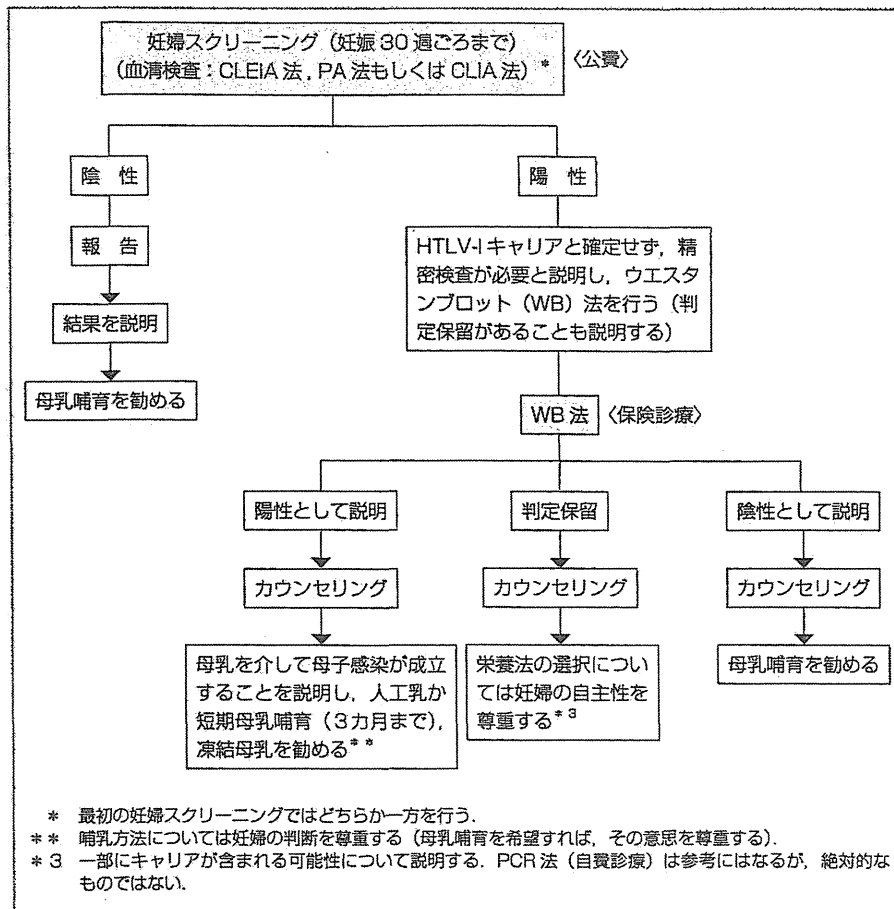 妊婦スクリーニング（妊娠30週ごろまで）
（血清検査：CLEIA法，PA法もしくはCLIA法）*
〈公費〉
陰 性
陽 性
報 告
HTLV-Iキャリアと確定せず，精
密検査が必要と説明し，ウエスタ
ンブロット（WB）法を行う（判
定保留があることも説明する）
結果を説明
母乳哺育を勧める
WB法
〈保険診療〉
陽性として説明
判定保留
陰性として説明
カウンセリング
カウンセリング
カウンセリング
母乳を介して母子感染が成立
することを説明し，人工乳か
短期母乳哺育（3カ月まで），
凍結母乳を勧める**
栄養法の選択につい
ては妊婦の自主性を
尊重する*3
母乳哺育を勧める
* 最初の妊婦スクリーニングではどちらか一方を行う．
** 哺乳方法については妊婦の判断を尊重する（母乳哺育を希望すれば，その意思を尊重する）．
*3 一部にキャリアが含まれる可能性について説明する．PCR法（自費診療）は参考にはなるが，絶対的な
ものではない．